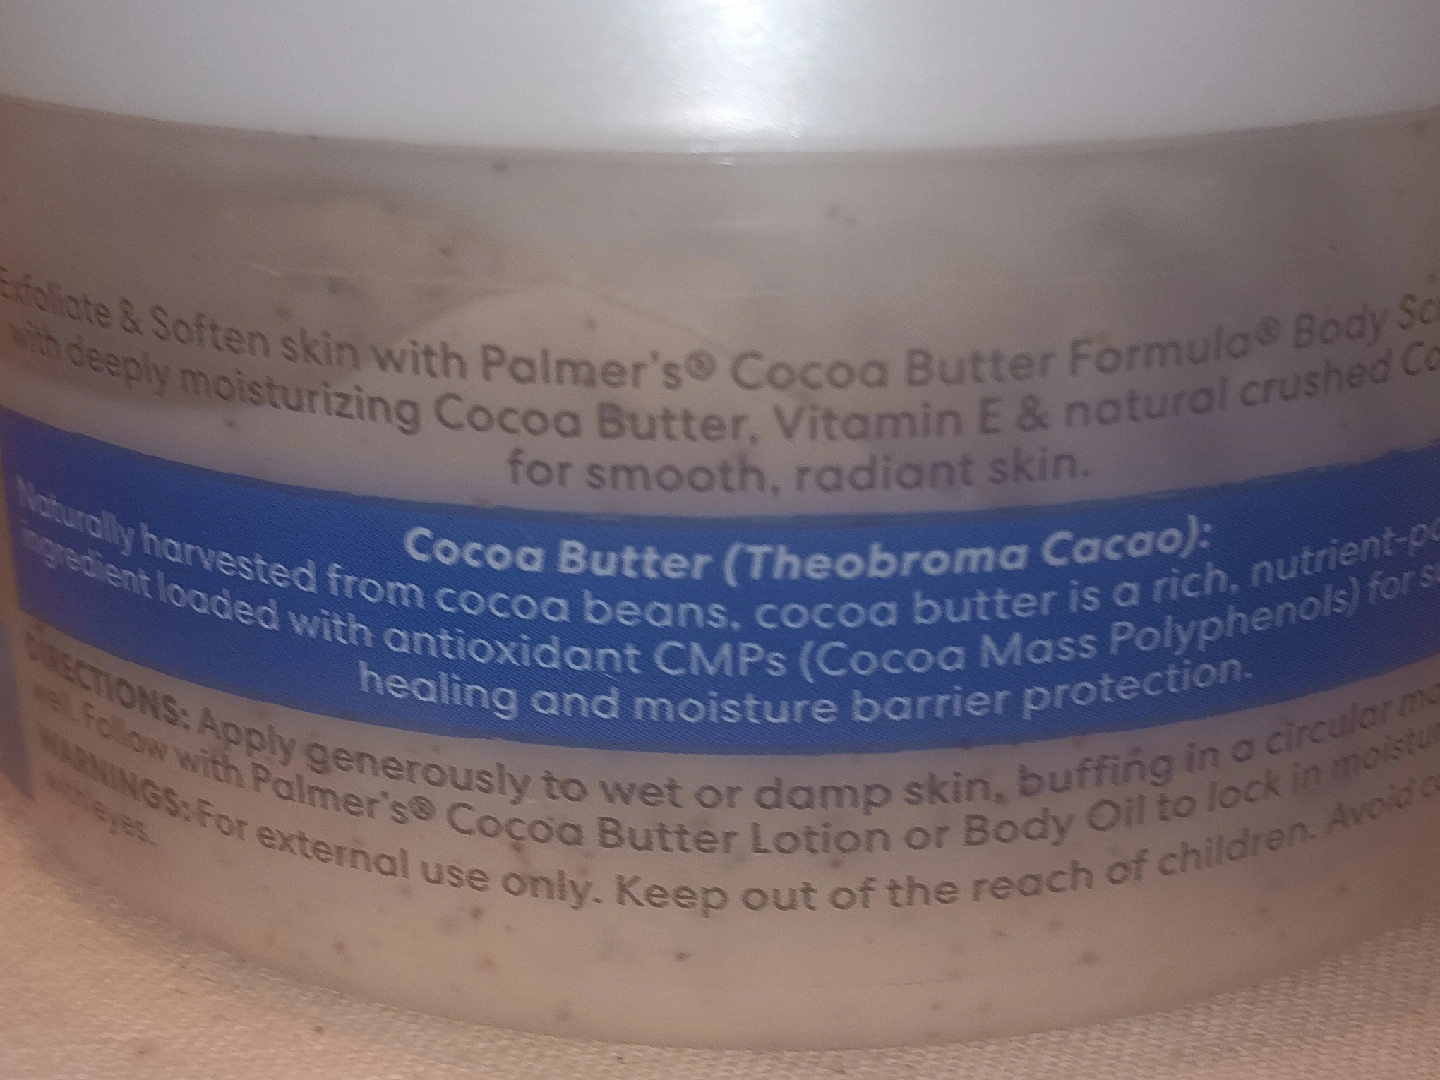 Exfoliate & Soften skin with Palmer's® Cocoa Butter Formula® Body
with deeply moisturizing Cocoa Butter, Vitamin E & natural crushed
for smooth, radiant skin.
Cocoa Butter (Theobroma Cacao):
Naturally harvested from cocoa beans, cocoa butter is a rich,
ingredient loaded with antioxidant CMPs (Cocoa Mass Polyphenols) for
healing and moisture barrier protection.
DIRECTIONS: Apply generously to wet or damp skin, buffing in a circular
well. Follow with Palmer's® Cocoa Butter Lotion or Body Oil to lock in
WARNINGS: For external use only. Keep out of the reach of children. Avoid
with eyes.